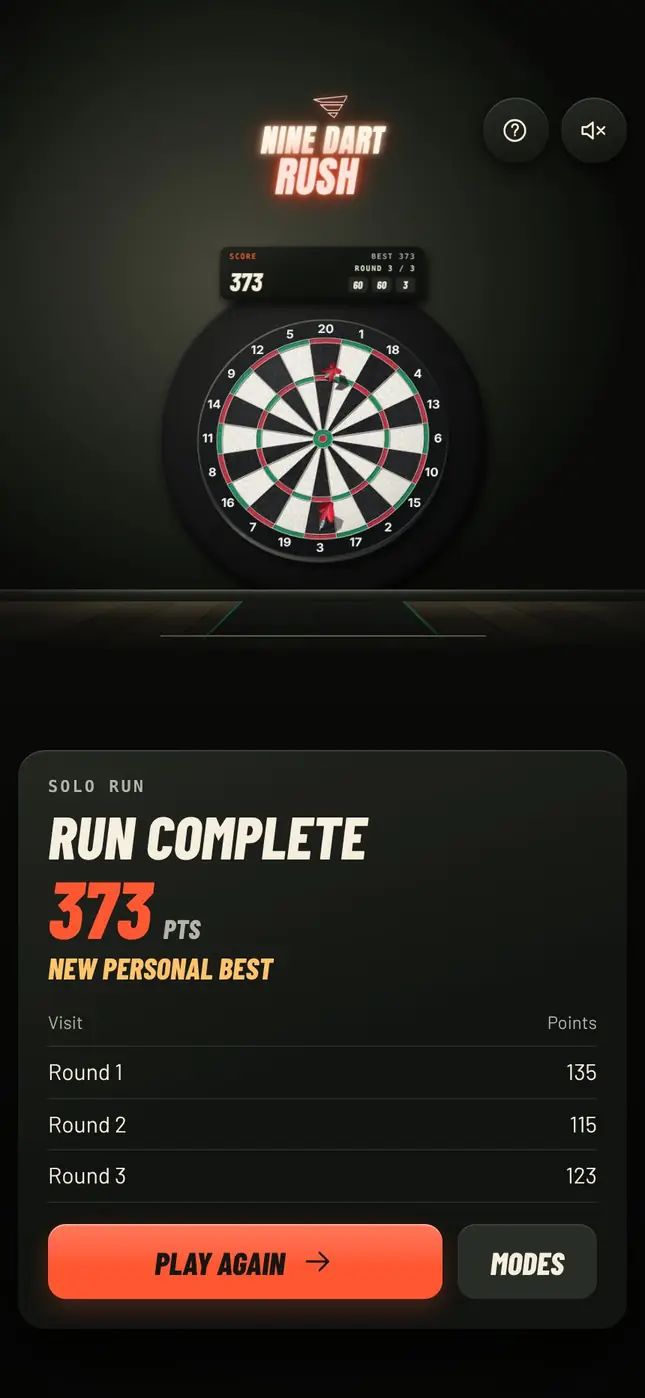 NINE DART
RUSH
SCORE
BEST 373
ROUND 3 / 3
373
60 60 3
20
5 1
12 18
9 4
14 13
11 6
8 10
16 15
7 2
19 17
3
SOLO RUN
RUN COMPLETE
373 PTS
NEW PERSONAL BEST
Visit Points
Round 1 135
Round 2 115
Round 3 123
PLAY AGAIN → MODES